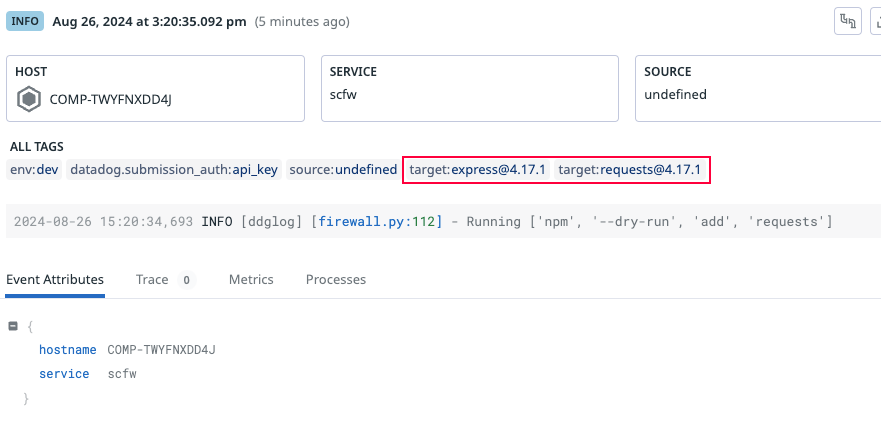 INFO Aug 26, 2024 at 3:20:35.092 pm (5 minutes ago)
HOST
COMP-TWYFNXDD4J
SERVICE
scfw
SOURCE
undefined
ALL TAGS
env:dev datadog.submission_auth:api_key source:undefined target:express@4.17.1 target:requests@4.17.1
2024-08-26 15:20:34,693 INFO [ddglog] [firewall.py:112] - Running ['npm', '--dry-run', 'add', 'requests']
Event Attributes Trace 0 Metrics Processes
{
hostname COMP-TWYFNXDD4J
service scfw
}